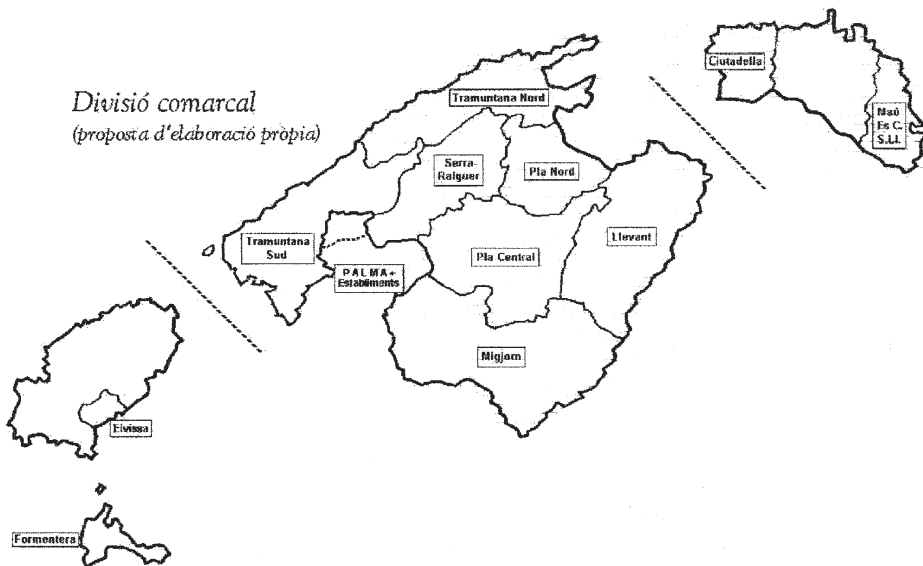 Divisió comarcal
(proposta d'elaboració pròpia)
Tramuntana Nord
Ciutadella
Maó
Es C.
S.Ll.
Serra-
Raiguer
Pla Nord
Tramuntana
Sud
Llevant
Pla Central
PALMA+
Establiments
Migjorn
Eivissa
Formentera